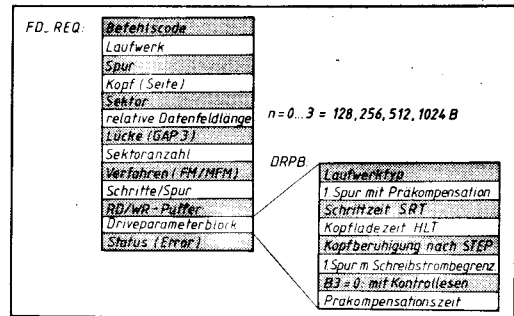 FD_REQ:
Befehlscode
Laufwerk
Spur
Kopf (Seite)
Sektor
relative Datenfeldlänge
n=0...3 = 128, 256, 512, 1024 B
Lücke (GAP 3)
Sektoranzahl
Verfahren (FM/MFM)
Schritte/Spur
RD/WR-Puffer
Driveparameterblock
Status (Error)
DRPB:
Laufwerktyp
1. Spur mit Präkompensation
Schrittzeit SRT
Kopfladezeit HLT
Kopfberuhigung nach STEP
1. Spur m Schreibstrombegrenz.
B3 = 0: mit Kontrollesen
Präkompensationszeit